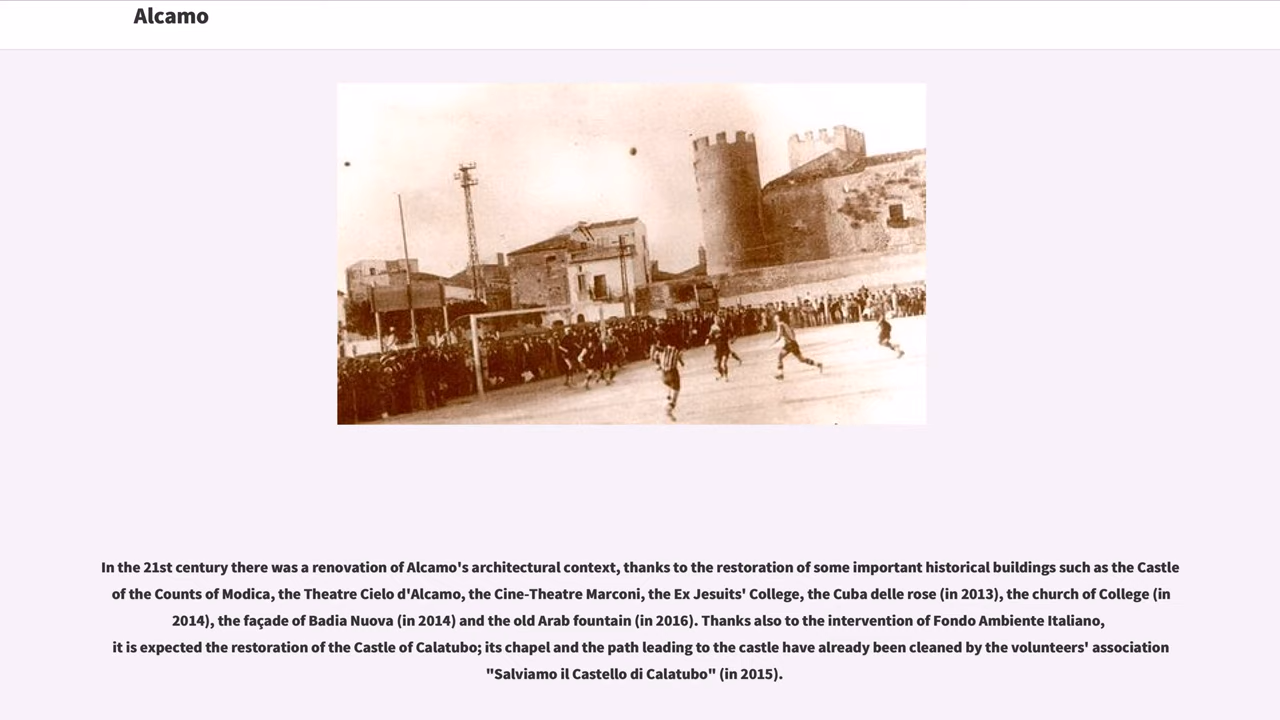 Alcamo
In the 21st century there was a renovation of Alcamo's architectural context, thanks to the restoration of some important historical buildings such as the Castle
of the Counts of Modica, the Theatre Cielo d'Alcamo, the Cine-Theatre Marconi, the Ex Jesuits' College, the Cuba delle rose (in 2013), the church of College (in
2014), the façade of Badia Nuova (in 2014) and the old Arab fountain (in 2016). Thanks also to the intervention of Fondo Ambiente Italiano,
it is expected the restoration of the Castle of Calatubo; its chapel and the path leading to the castle have already been cleaned by the volunteers' association
"Salviamo il Castello di Calatubo" (in 2015).